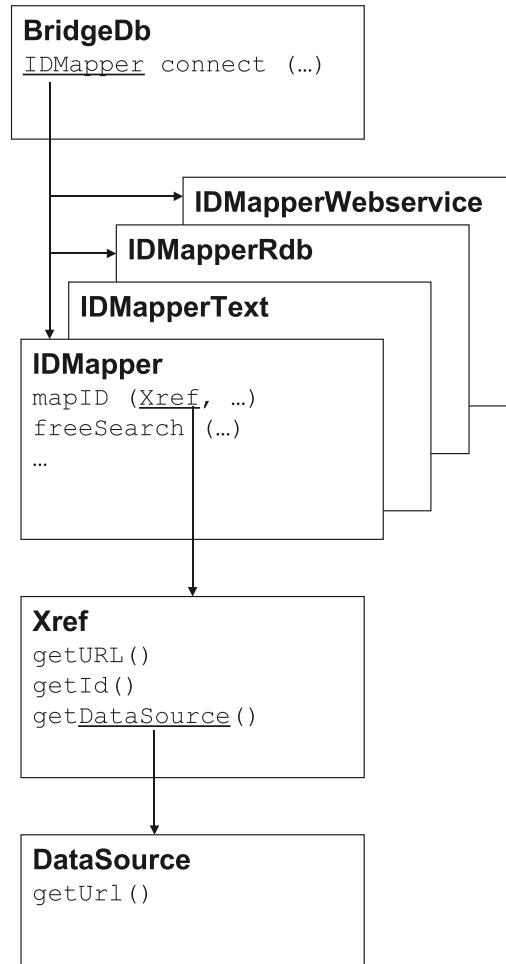 BridgeDb
IDMapper connect (…)
IDMapperWebservice
IDMapperRdb
IDMapperText
IDMapper
mapID (Xref, …)
freeSearch (…)
…
Xref
getURL()
getId()
getDataSource()
DataSource
getUrl()